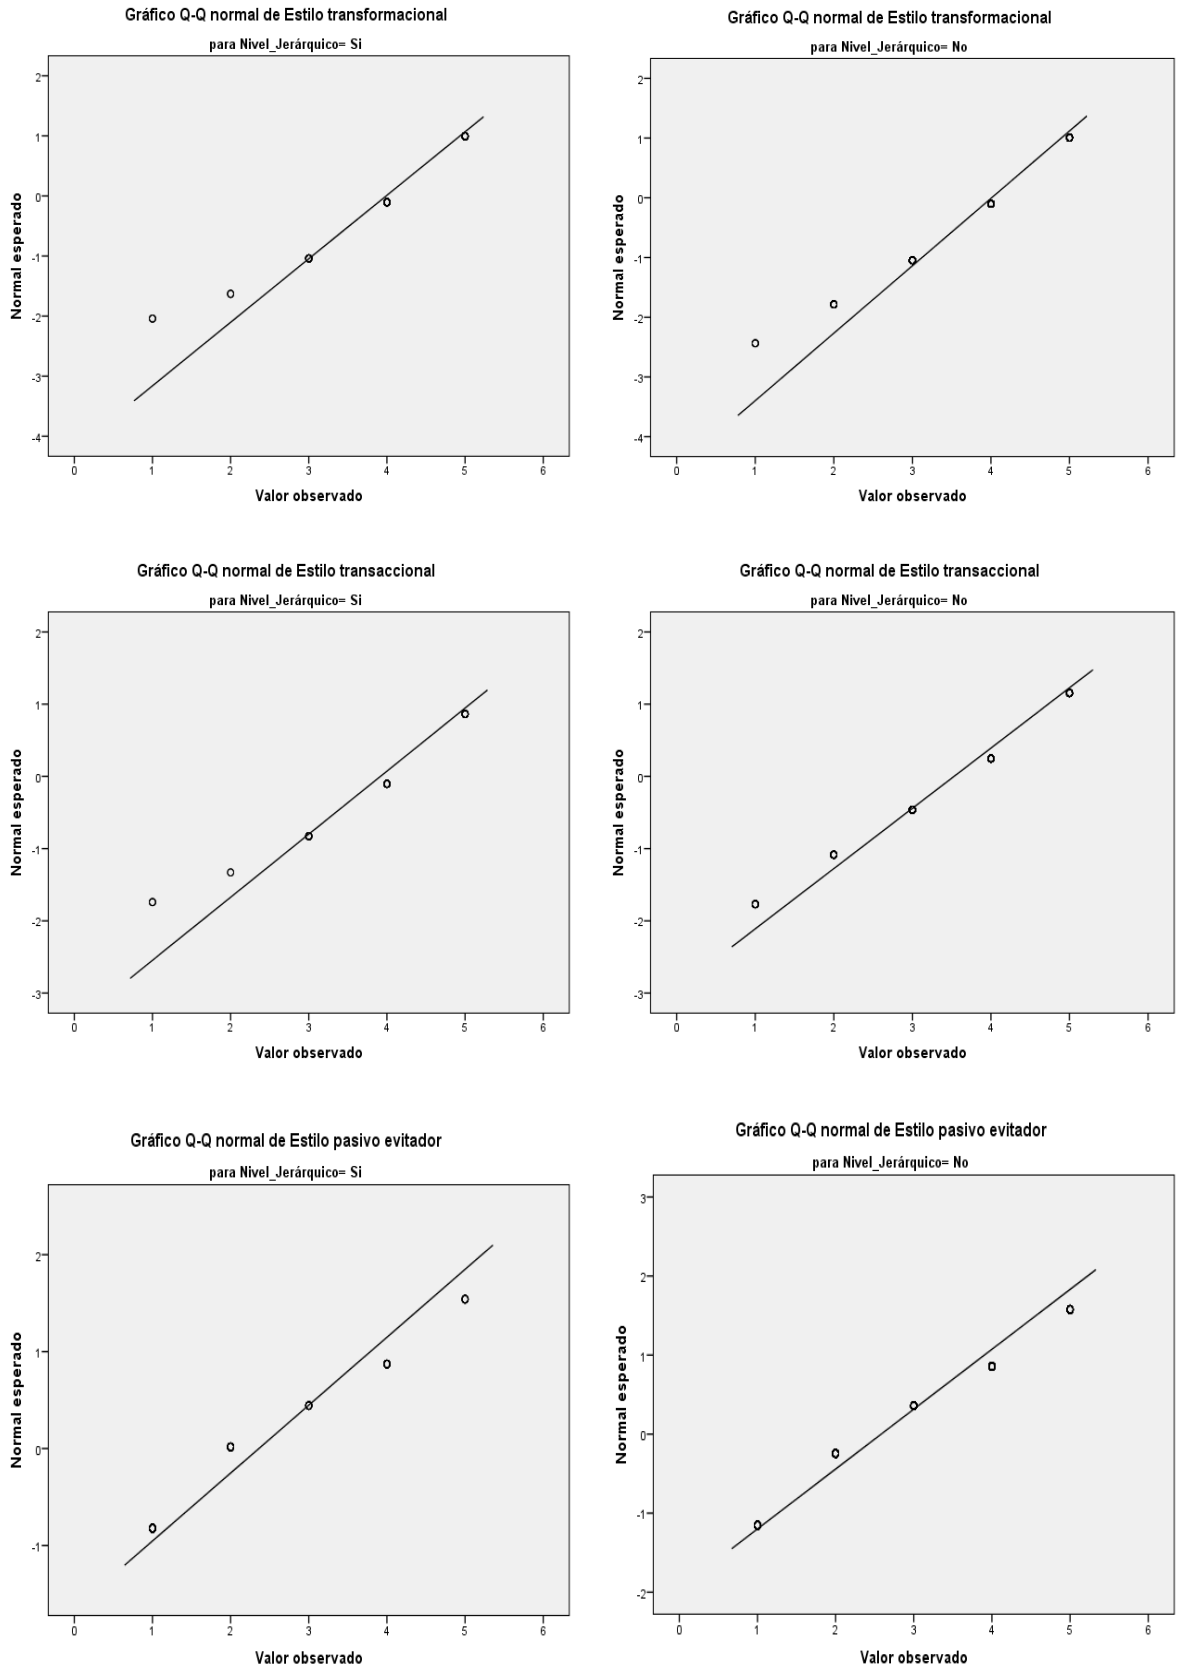 Gráfico Q-Q normal de Estilo transformacional
para Nivel_Jerárquico= Si
2
1
0
-1
-2
-3
-4
Normal esperado
0 1 2 3 4 5 6
Valor observado
Gráfico Q-Q normal de Estilo transformacional
para Nivel_Jerárquico= No
2
1
0
-1
-2
-3
-4
Normal esperado
0 1 2 3 4 5 6
Valor observado
Gráfico Q-Q normal de Estilo transaccional
para Nivel_Jerárquico= Si
2
1
0
-1
-2
-3
Normal esperado
0 1 2 3 4 5 6
Valor observado
Gráfico Q-Q normal de Estilo transaccional
para Nivel_Jerárquico= No
2
1
0
-1
-2
-3
Normal esperado
0 1 2 3 4 5 6
Valor observado
Gráfico Q-Q normal de Estilo pasivo evitador
para Nivel_Jerárquico= Si
2
1
0
-1
Normal esperado
0 1 2 3 4 5 6
Valor observado
Gráfico Q-Q normal de Estilo pasivo evitador
para Nivel_Jerárquico= No
3
2
1
0
-1
-2
Normal esperado
0 1 2 3 4 5 6
Valor observado